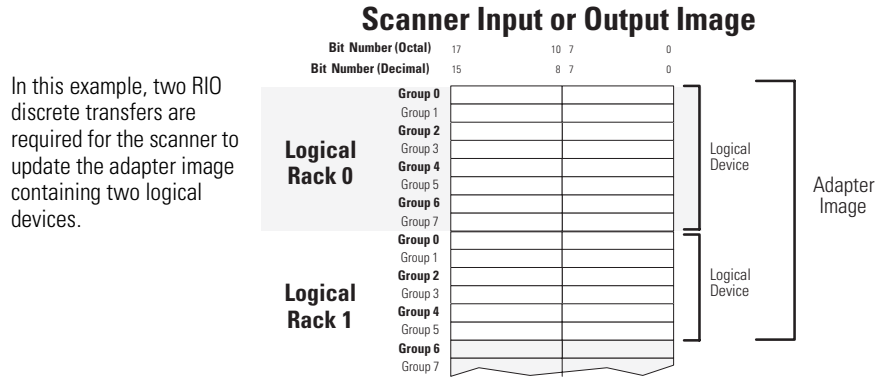 Scanner Input or Output Image
Bit Number (Octal) 17 10 7 0
Bit Number (Decimal) 15 8 7 0
In this example, two RIO
discrete transfers are
required for the scanner to
update the adapter image
containing two logical
devices.
Logical
Rack 0
Group 0
Group 1
Group 2
Group 3
Group 4
Group 5
Group 6
Group 7
Logical
Device
Logical
Rack 1
Group 0
Group 1
Group 2
Group 3
Group 4
Group 5
Group 6
Group 7
Logical
Device
Adapter
Image